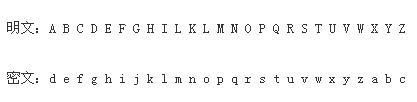 明文：A B C D E F G H I L K L M N O P Q R S T U V W X Y Z
密文：d e f g h i j k l m n o p q r s t u v w x y z a b c